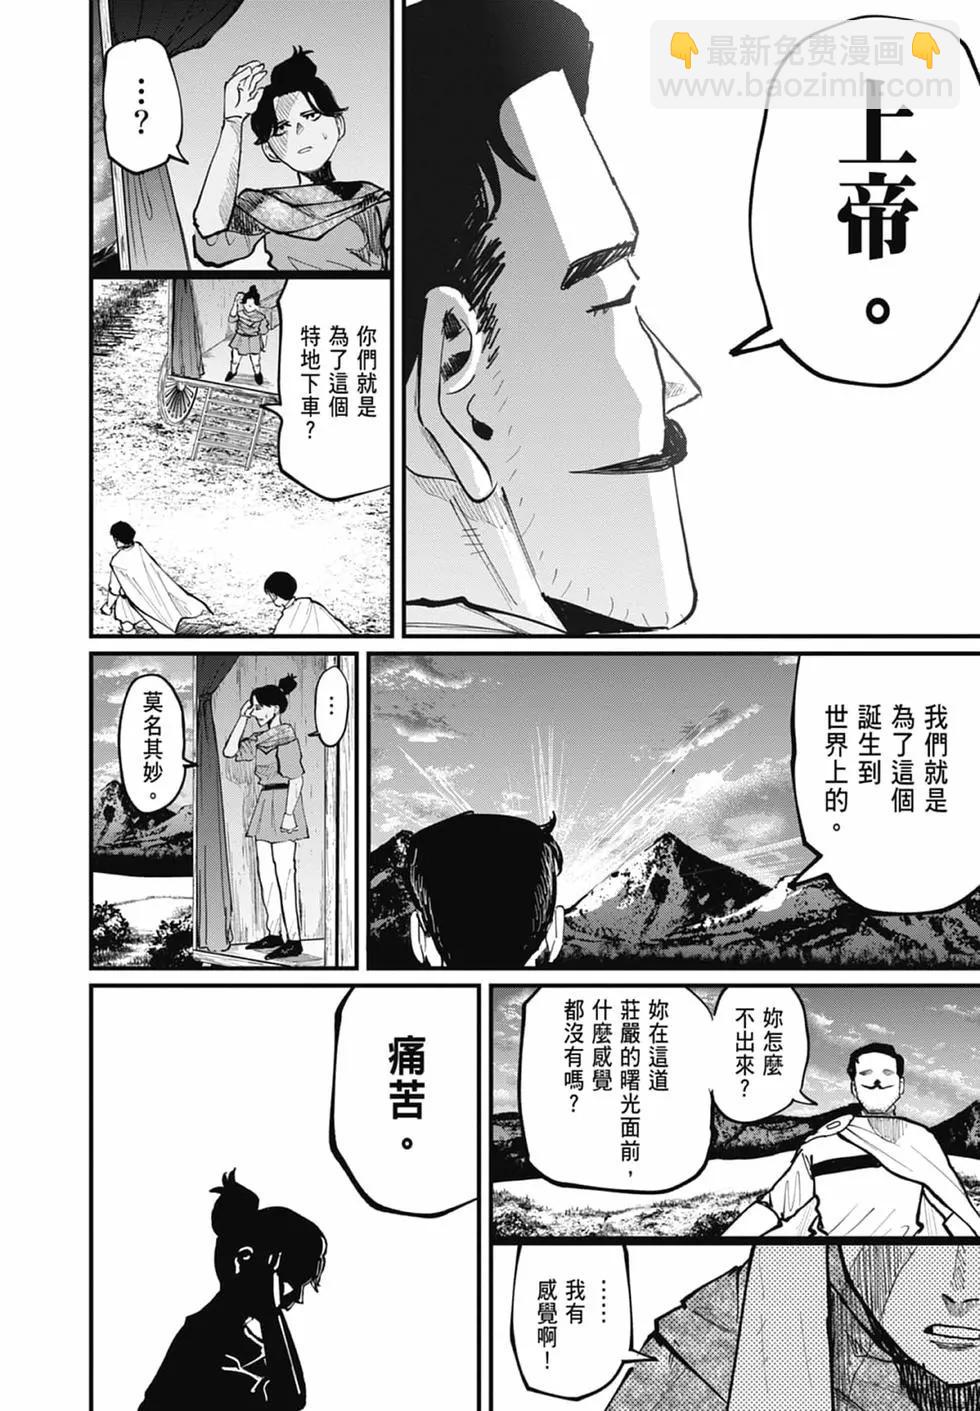 👇最新免费漫画👇
www.baozimh.com
上帝。
…？
你們就是
為了這個
特地下車？
我們就是
為了這個
誕生到
世界上的。
…
莫名其妙。
妳怎麼
不出來？
妳在這道
莊嚴的曙光面前，
什麼感覺
都沒有嗎？
……
我有
感覺啊！
痛苦。